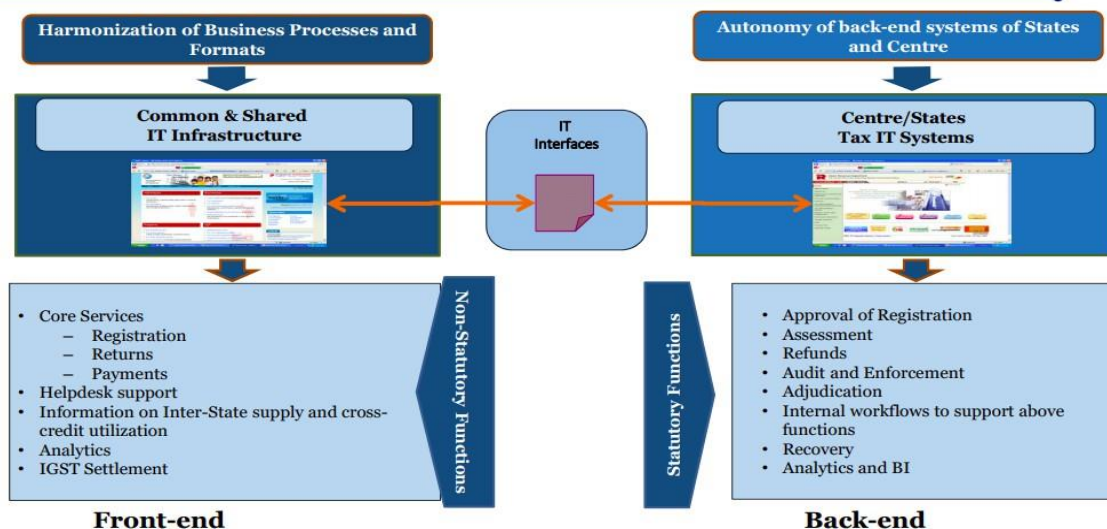 Harmonization of Business Processes and
Formats
Autonomy of back-end systems of States
and Centre
Common & Shared
IT Infrastructure
IT
Interfaces
Centre/States
Tax IT Systems
• Core Services
– Registration
– Returns
– Payments
• Helpdesk support
• Information on Inter-State supply and cross-
credit utilization
• Analytics
• IGST Settlement
Non-Statutory Functions
Statutory Functions
• Approval of Registration
• Assessment
• Refunds
• Audit and Enforcement
• Adjudication
• Internal workflows to support above
functions
• Recovery
• Analytics and BI
Front-end
Back-end